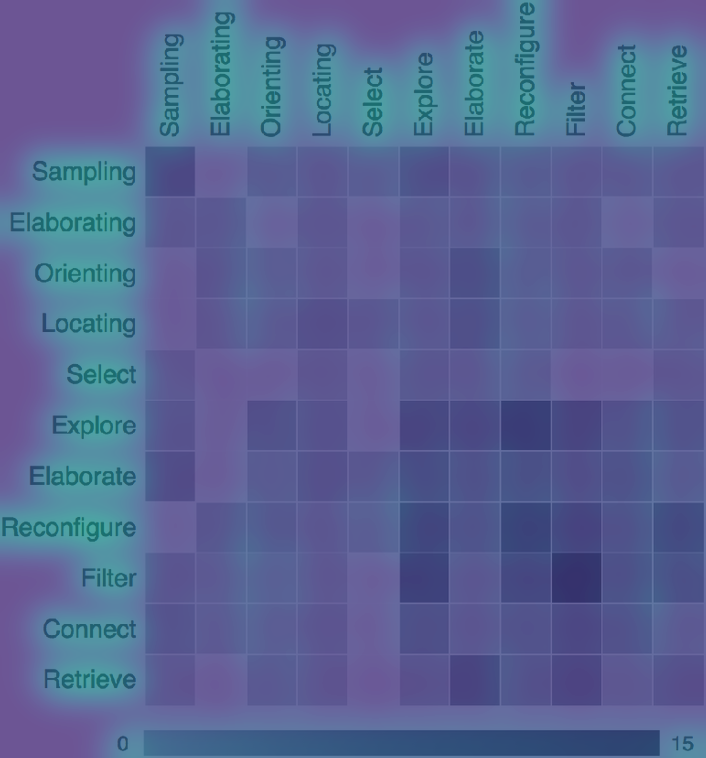 Sampling
Elaborating
Orienting
Locating
Select
Explore
Elaborate
Reconfigure
Filter
Connect
Retrieve
Sampling
Elaborating
Orienting
Locating
Select
Explore
Elaborate
Reconfigure
Filter
Connect
Retrieve
0 15